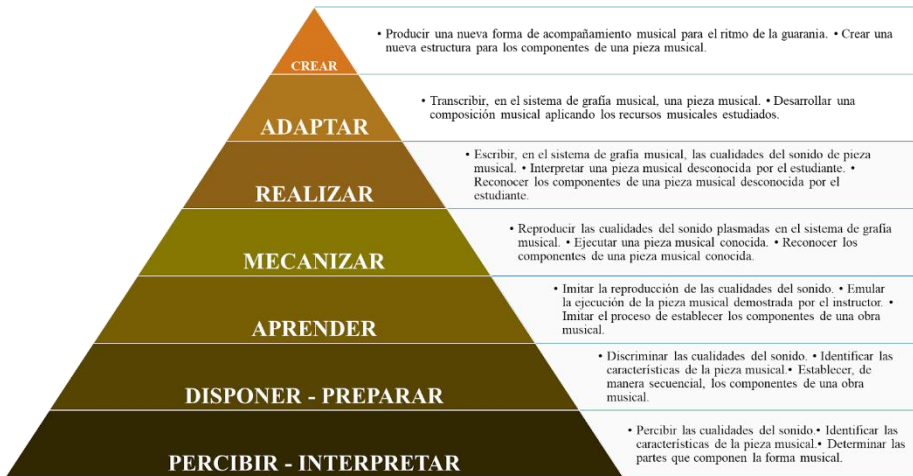 • Producir una nueva forma de acompañamiento musical para el ritmo de la guarania. • Crear una
nueva estructura para los componentes de una pieza musical.
CREAR
• Transcribir, en el sistema de grafía musical, una pieza musical. • Desarrollar una
composición musical aplicando los recursos musicales estudiados.
ADAPTAR
• Escribir, en el sistema de grafía musical, las cualidades del sonido de pieza
musical. • Interpretar una pieza musical desconocida por el estudiante. •
Reconocer los componentes de una pieza musical desconocida por el
estudiante.
REALIZAR
• Reproducir las cualidades del sonido plasmadas en el sistema de grafía
musical. • Ejecutar una pieza musical conocida. • Reconocer los
componentes de una pieza musical conocida.
MECANIZAR
• Imitar la reproducción de las cualidades del sonido. • Emular
la ejecución de la pieza musical demostrada por el instructor. •
Imitar el proceso de establecer los componentes de una obra
musical.
APRENDER
• Discriminar las cualidades del sonido. • Identificar las
características de la pieza musical.• Establecer, de
manera secuencial, los componentes de una obra
musical.
DISPONER - PREPARAR
• Percibir las cualidades del sonido.• Identificar las
características de la pieza musical.• Determinar las
partes que componen la forma musical.
PERCIBIR - INTERPRETAR